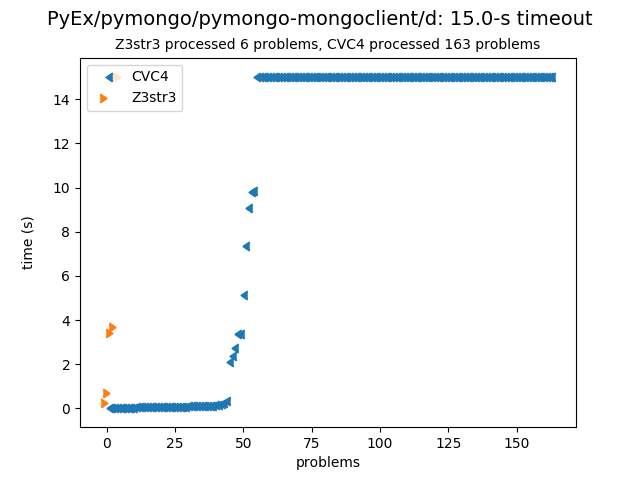 PyEx/pymongo/pymongo-mongoclient/d: 15.0-s timeout
Z3str3 processed 6 problems, CVC4 processed 163 problems
CVC4
Z3str3
14
12
10
8
6
4
2
0
time (s)
0 25 50 75 100 125 150
problems